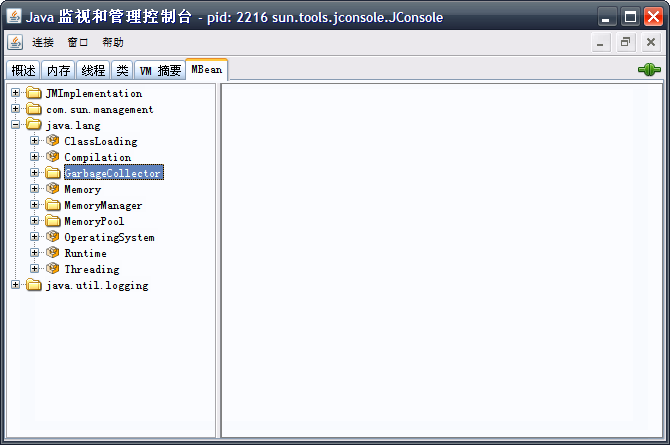 Java 监视和管理控制台 - pid: 2216 sun.tools.jconsole.JConsole
连接 窗口 帮助
概述 内存 线程 类 VM 摘要 MBean
JMImplementation
com.sun.management
java.lang
ClassLoading
Compilation
GarbageCollector
Memory
MemoryManager
MemoryPool
OperatingSystem
Runtime
Threading
java.util.logging